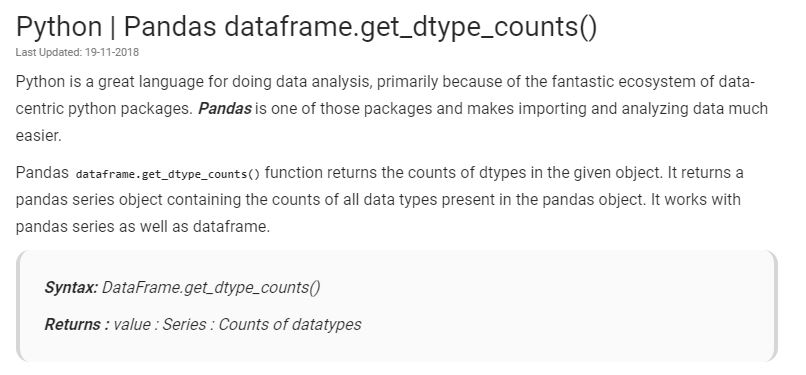 Python | Pandas dataframe.get_dtype_counts()
Last Updated: 19-11-2018
Python is a great language for doing data analysis, primarily because of the fantastic ecosystem of data-
centric python packages. Pandas is one of those packages and makes importing and analyzing data much
easier.
Pandas dataframe.get_dtype_counts() function returns the counts of dtypes in the given object. It returns a
pandas series object containing the counts of all data types present in the pandas object. It works with
pandas series as well as dataframe.
Syntax: DataFrame.get_dtype_counts()
Returns : value : Series : Counts of datatypes